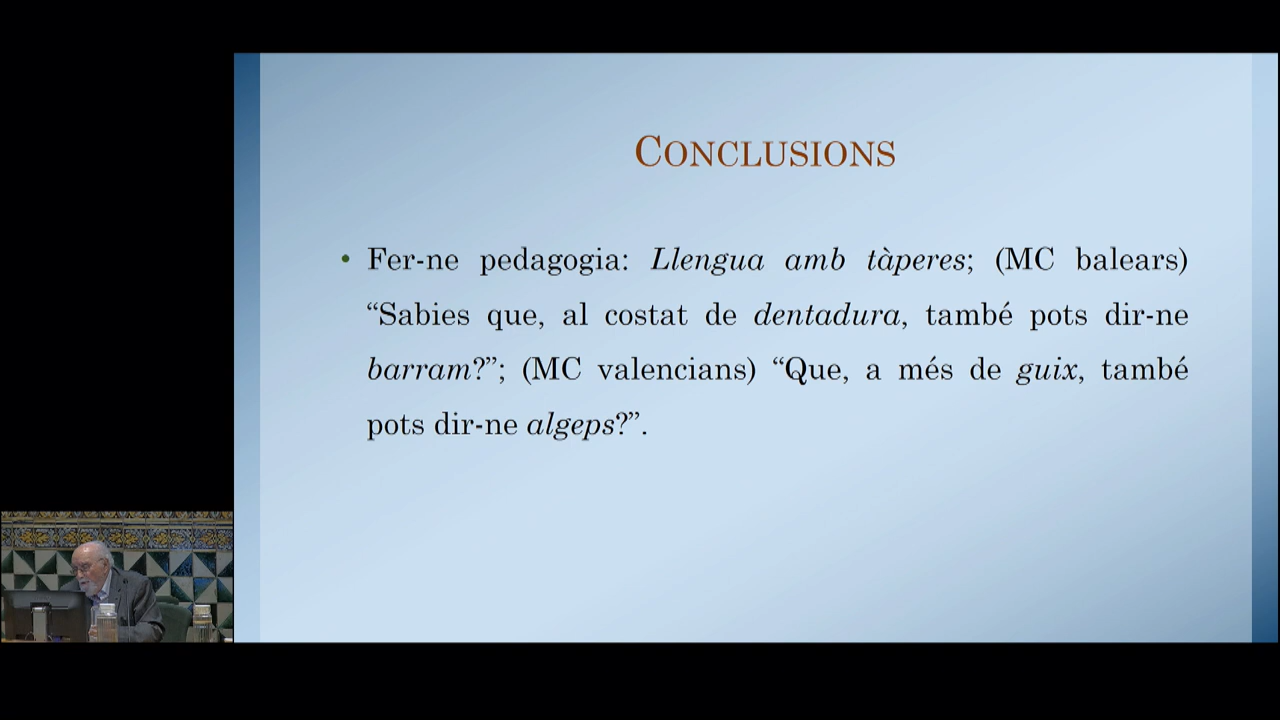 CONCLUSIONS
• Fer-ne pedagogia: Llengua amb tàperes; (MC balears)
“Sabies que, al costat de dentadura, també pots dir-ne
barram?”; (MC valencians) “Que, a més de guix, també
pots dir-ne algeps?”.